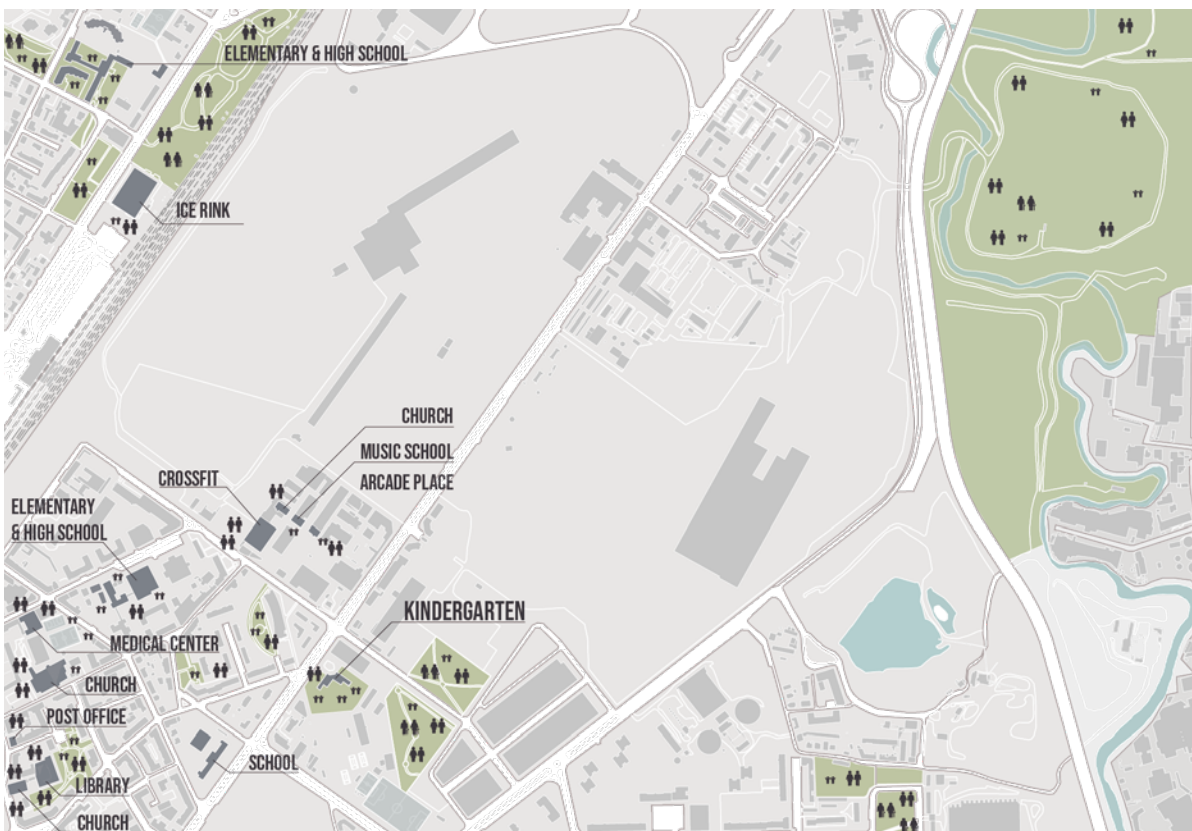 ELEMENTARY & HIGH SCHOOL
ICE RINK
CHURCH
MUSIC SCHOOL
CROSSFIT
ARCADE PLACE
ELEMENTARY
& HIGH SCHOOL
KINDERGARTEN
MEDICAL CENTER
CHURCH
POST OFFICE
SCHOOL
LIBRARY
CHURCH